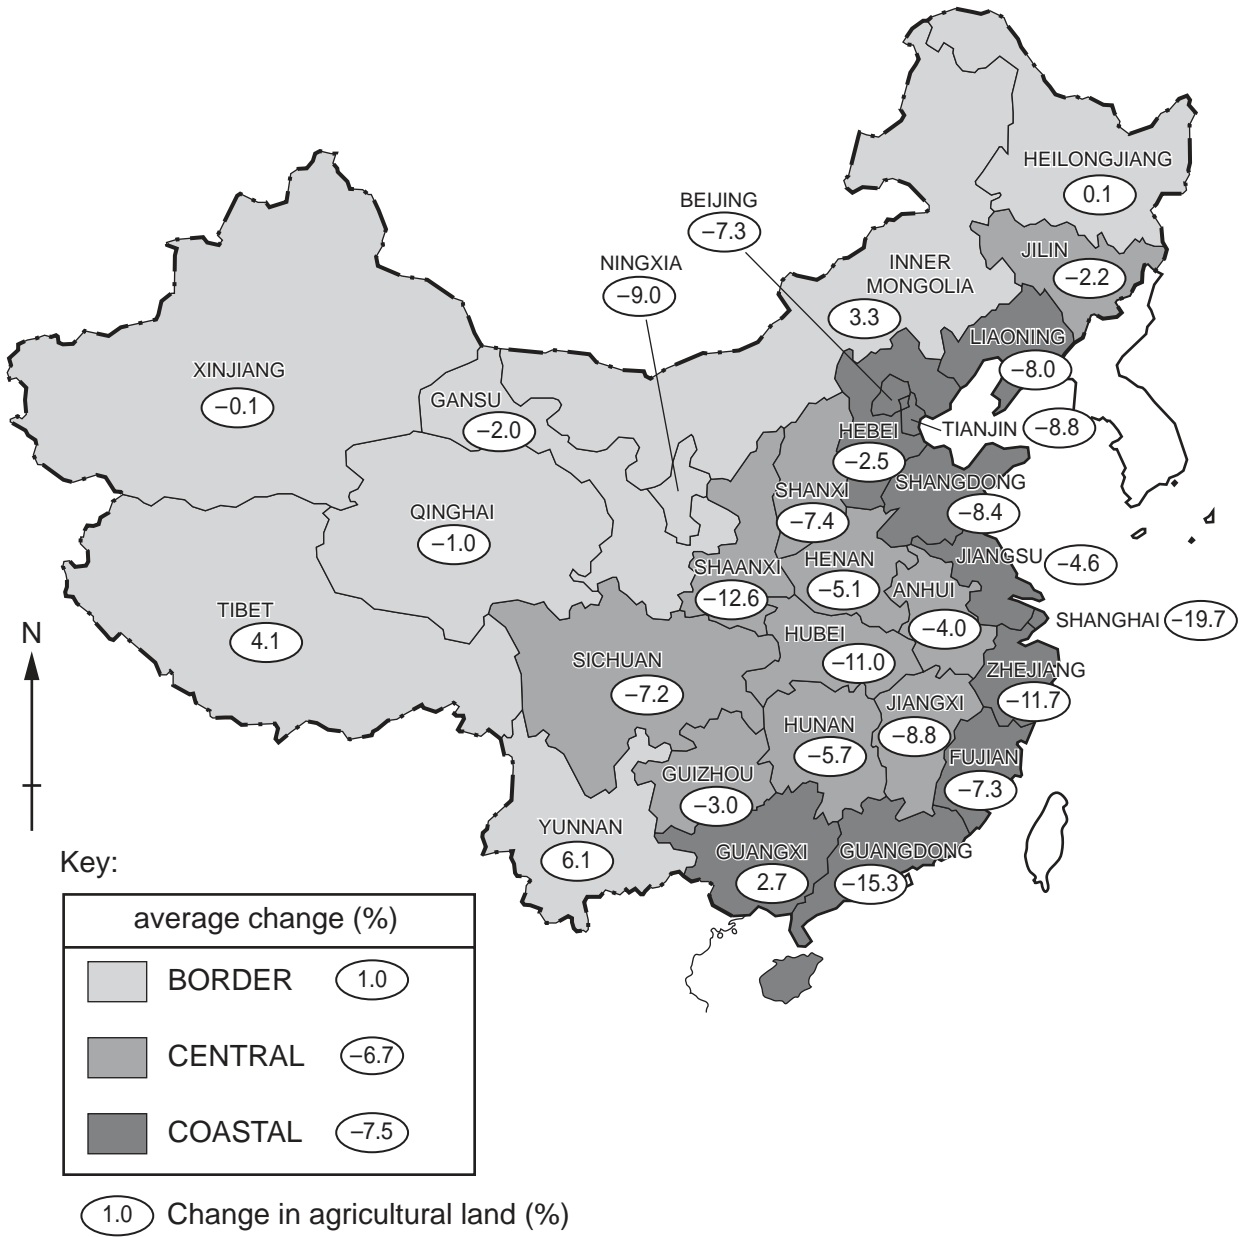 HEILONGJIANG
0.1
BEIJING
–7.3
JILIN
–2.2
NINGXIA
–9.0
INNER
MONGOLIA
3.3
LIAONING
–8.0
XINJIANG
–0.1
GANSU
–2.0
HEBEI
–2.5
TIANJIN
–8.8
SHANXI
–7.4
SHANGDONG
–8.4
QINGHAI
–1.0
SHAANXI
–12.6
HENAN
–5.1
JIANGSU
–4.6
ANHUI
–4.0
TIBET
4.1
SHANGHAI
–19.7
N
HUBEI
–11.0
SICHUAN
–7.2
ZHEJIANG
–11.7
HUNAN
–5.7
JIANGXI
–8.8
FUJIAN
–7.3
GUIZHOU
–3.0
YUNNAN
6.1
GUANGXI
2.7
GUANGDONG
–15.3
Key:
average change (%)
BORDER 1.0
CENTRAL –6.7
COASTAL –7.5
1.0 Change in agricultural land (%)